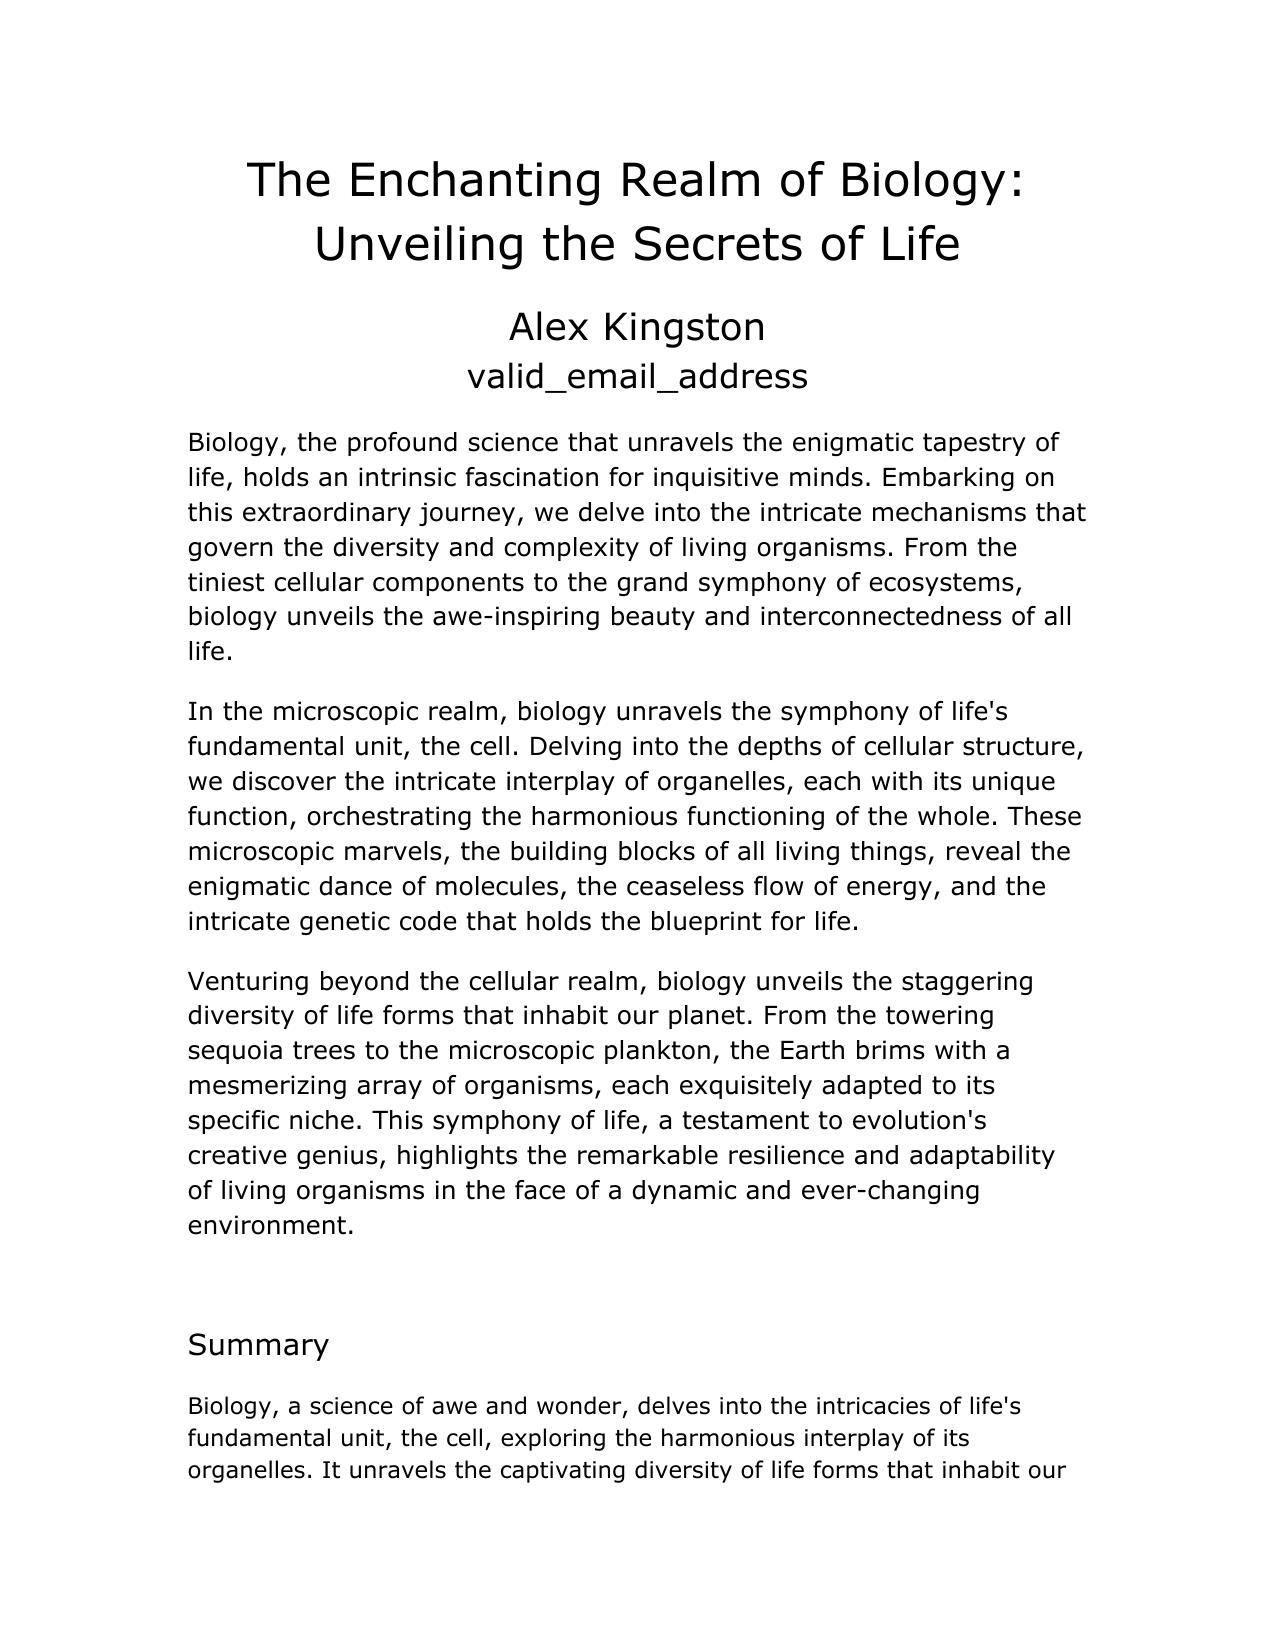 The Enchanting Realm of Biology:
Unveiling the Secrets of Life
Alex Kingston
valid_email_address
Biology, the profound science that unravels the enigmatic tapestry of
life, holds an intrinsic fascination for inquisitive minds. Embarking on
this extraordinary journey, we delve into the intricate mechanisms that
govern the diversity and complexity of living organisms. From the
tiniest cellular components to the grand symphony of ecosystems,
biology unveils the awe-inspiring beauty and interconnectedness of all
life.
In the microscopic realm, biology unravels the symphony of life's
fundamental unit, the cell. Delving into the depths of cellular structure,
we discover the intricate interplay of organelles, each with its unique
function, orchestrating the harmonious functioning of the whole. These
microscopic marvels, the building blocks of all living things, reveal the
enigmatic dance of molecules, the ceaseless flow of energy, and the
intricate genetic code that holds the blueprint for life.
Venturing beyond the cellular realm, biology unveils the staggering
diversity of life forms that inhabit our planet. From the towering
sequoia trees to the microscopic plankton, the Earth brims with a
mesmerizing array of organisms, each exquisitely adapted to its
specific niche. This symphony of life, a testament to evolution's
creative genius, highlights the remarkable resilience and adaptability
of living organisms in the face of a dynamic and ever-changing
environment.
Summary
Biology, a science of awe and wonder, delves into the intricacies of life's
fundamental unit, the cell, exploring the harmonious interplay of its
organelles. It unravels the captivating diversity of life forms that inhabit our